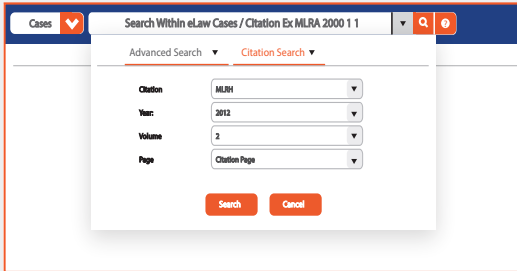 Cases Search Within eLaw Cases / Citation Ex MLRA 2000 1 1
Advanced Search Citation Search
Citation MLRH
Year: 2012
Volume 2
Page Citation Page
Search Cancel